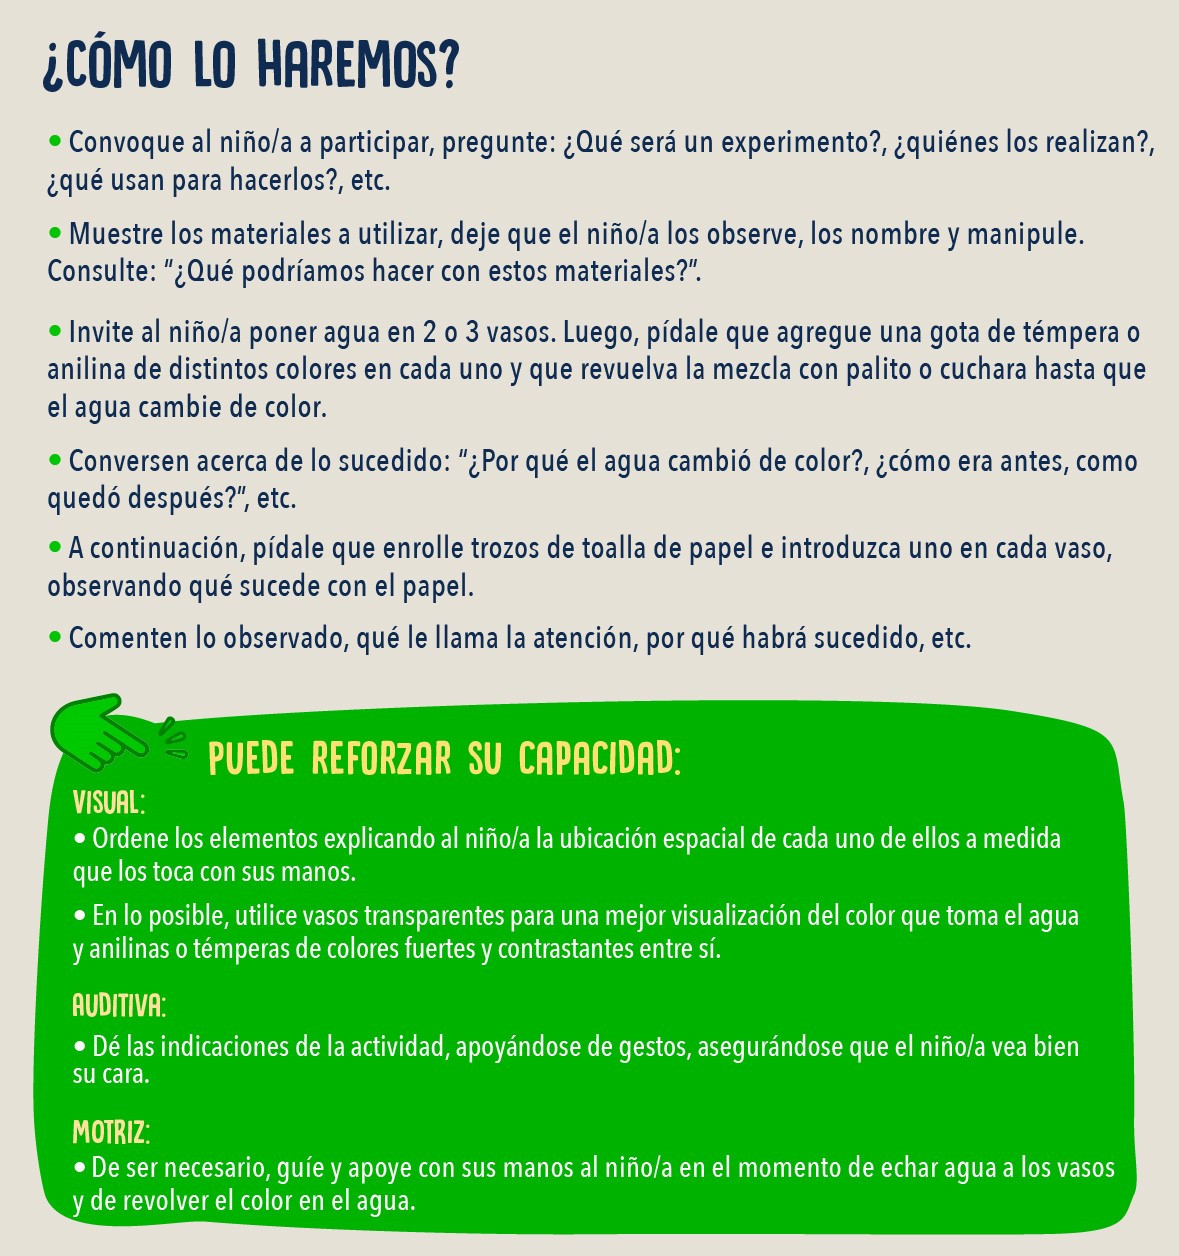 ¿CÓMO LO HAREMOS?
• Convoque al niño/a a participar, pregunte: ¿Qué será un experimento?, ¿quiénes los realizan?,
¿qué usan para hacerlos?, etc.
• Muestre los materiales a utilizar, deje que el niño/a los observe, los nombre y manipule.
Consulte: “¿Qué podríamos hacer con estos materiales?”.
• Invite al niño/a poner agua en 2 o 3 vasos. Luego, pídale que agregue una gota de témpera o
anilina de distintos colores en cada uno y que revuelva la mezcla con palito o cuchara hasta que
el agua cambie de color.
• Conversen acerca de lo sucedido: “¿Por qué el agua cambió de color?, ¿cómo era antes, como
quedó después?”, etc.
• A continuación, pídale que enrolle trozos de toalla de papel e introduzca uno en cada vaso,
observando qué sucede con el papel.
• Comenten lo observado, qué le llama la atención, por qué habrá sucedido, etc.
PUEDE REFORZAR SU CAPACIDAD:
VISUAL:
• Ordene los elementos explicando al niño/a la ubicación espacial de cada uno de ellos a medida
que los toca con sus manos.
• En lo posible, utilice vasos transparentes para una mejor visualización del color que toma el agua
y anilinas o témperas de colores fuertes y contrastantes entre sí.
AUDITIVA:
• Dé las indicaciones de la actividad, apoyándose de gestos, asegurándose que el niño/a vea bien
su cara.
MOTRIZ:
• De ser necesario, guíe y apoye con sus manos al niño/a en el momento de echar agua a los vasos
y de revolver el color en el agua.